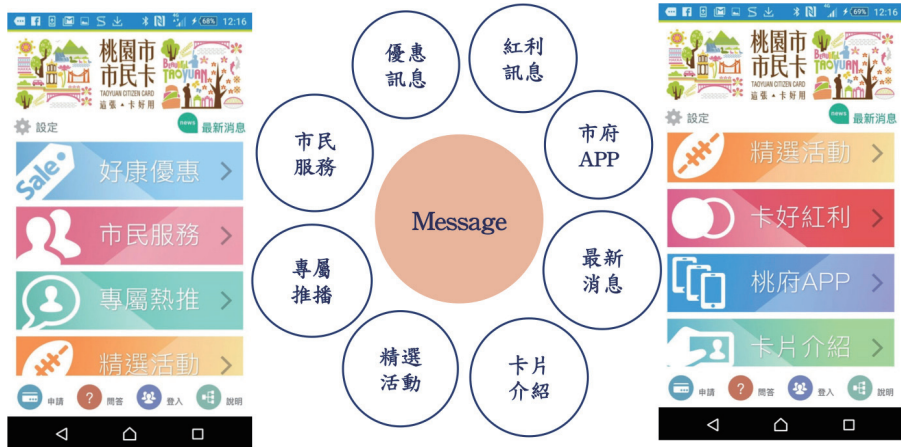 68% 12:16
桃園市
市民卡
TAOYUAN CITIZEN CARD
這張•卡好用
Beautiful
TAOYUAN
設定
news
最新消息
Sale
好康優惠
市民服務
專屬熱推
精選活動
申請
?
問答
登入
說明
優惠
訊息
紅利
訊息
市民
服務
市府
APP
Message
專屬
推播
最新
消息
精選
活動
卡片
介紹
69% 12:16
桃園市
市民卡
TAOYUAN CITIZEN CARD
這張•卡好用
Beautiful
TAOYUAN
設定
news
最新消息
精選活動
卡好紅利
桃府APP
卡片介紹
申請
?
問答
登入
說明